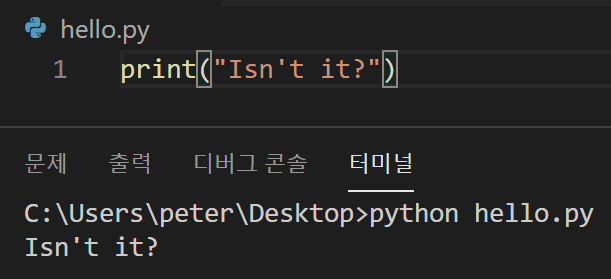 hello.py
1 print("Isn't it?")
문제 출력 디버그 콘솔 터미널
C:\Users\peter\Desktop>python hello.py
Isn't it?